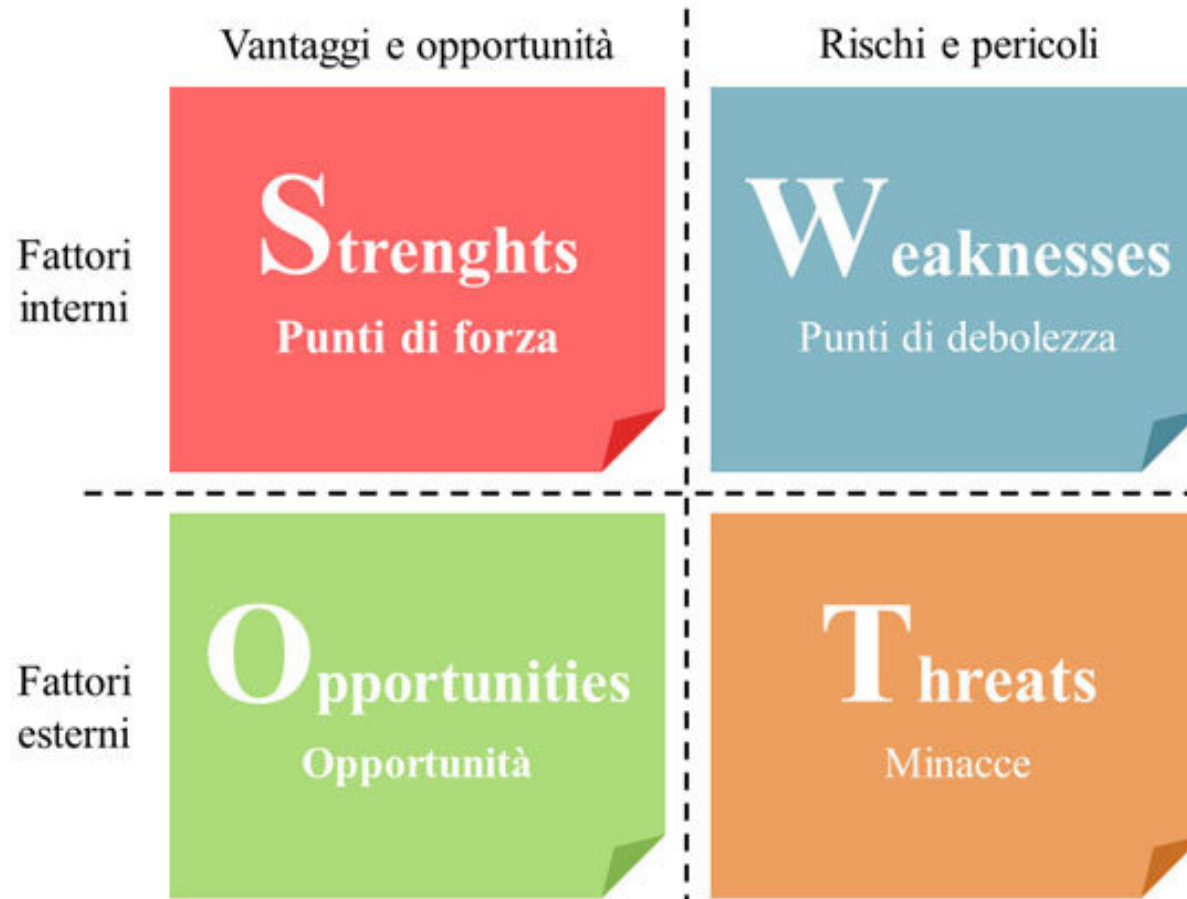 Vantaggi e opportunità
Rischi e pericoli
Fattori
interni
Strenghts
Punti di forza
Weaknesses
Punti di debolezza
Fattori
esterni
Opportunities
Opportunità
Threats
Minacce